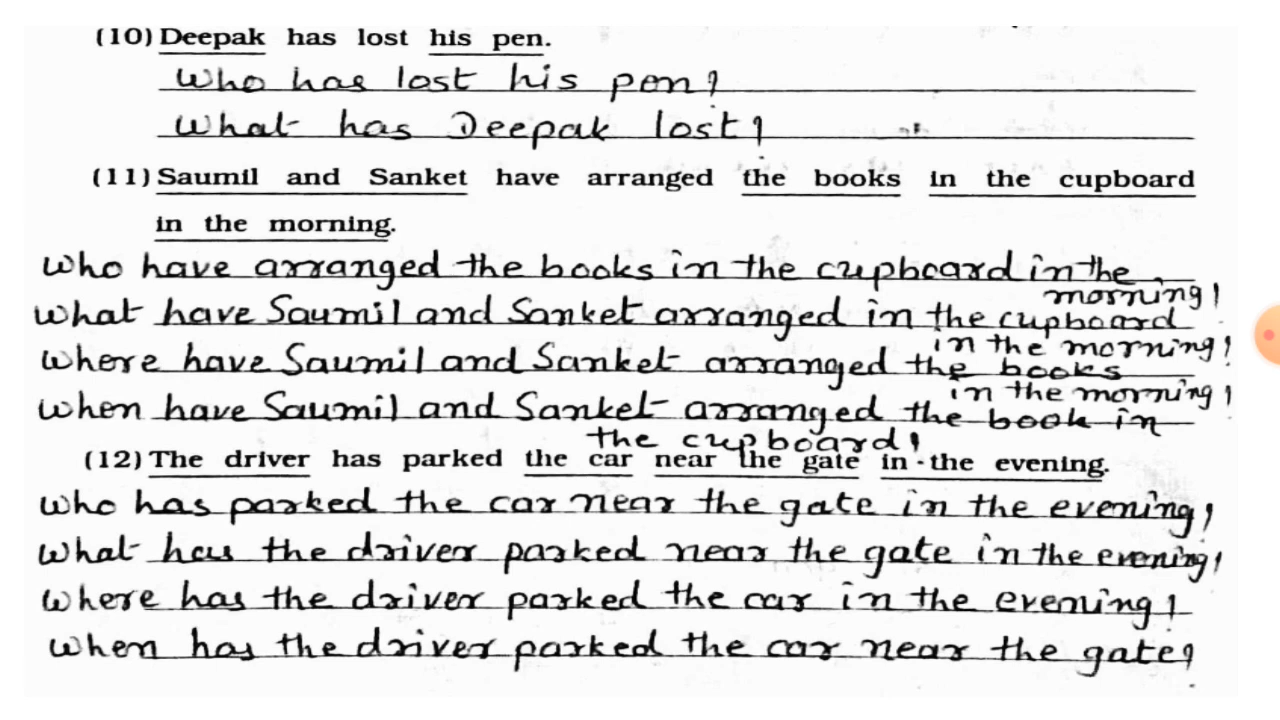 (10) Deepak has lost his pen.
Who has lost his pen?
What has Deepak lost?
(11) Saumil and Sanket have arranged the books in the cupboard
in the morning.
Who have arranged the books in the cupboard in the
morning?
What have Saumil and Sanket arranged in the cupboard
in the morning?
Where have Saumil and Sanket arranged the books
in the morning?
When have Saumil and Sanket arranged the book in
the cupboard?
(12) The driver has parked the car near the gate in the evening.
Who has parked the car near the gate in the evening?
What has the driver parked near the gate in the evening?
Where has the driver parked the car in the evening?
When has the driver parked the car near the gate?